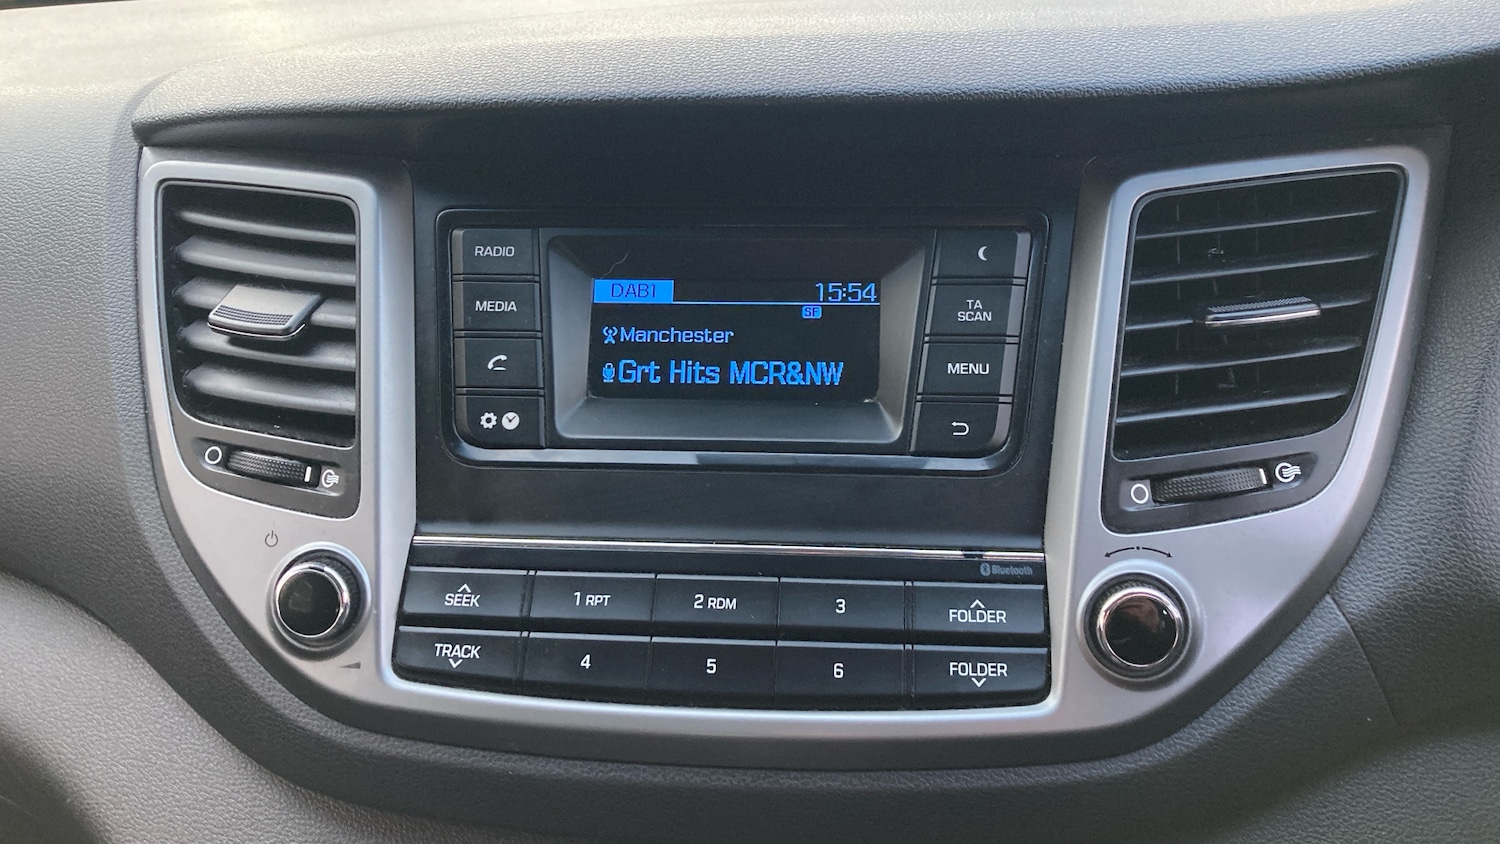 RADIO
MEDIA
DAB1 15:54
SF
Manchester
Grt Hits MCR&NW
TA
SCAN
MENU
Bluetooth
SEEK
1 RPT
2 RDM
3
FOLDER
TRACK
4
5
6
FOLDER